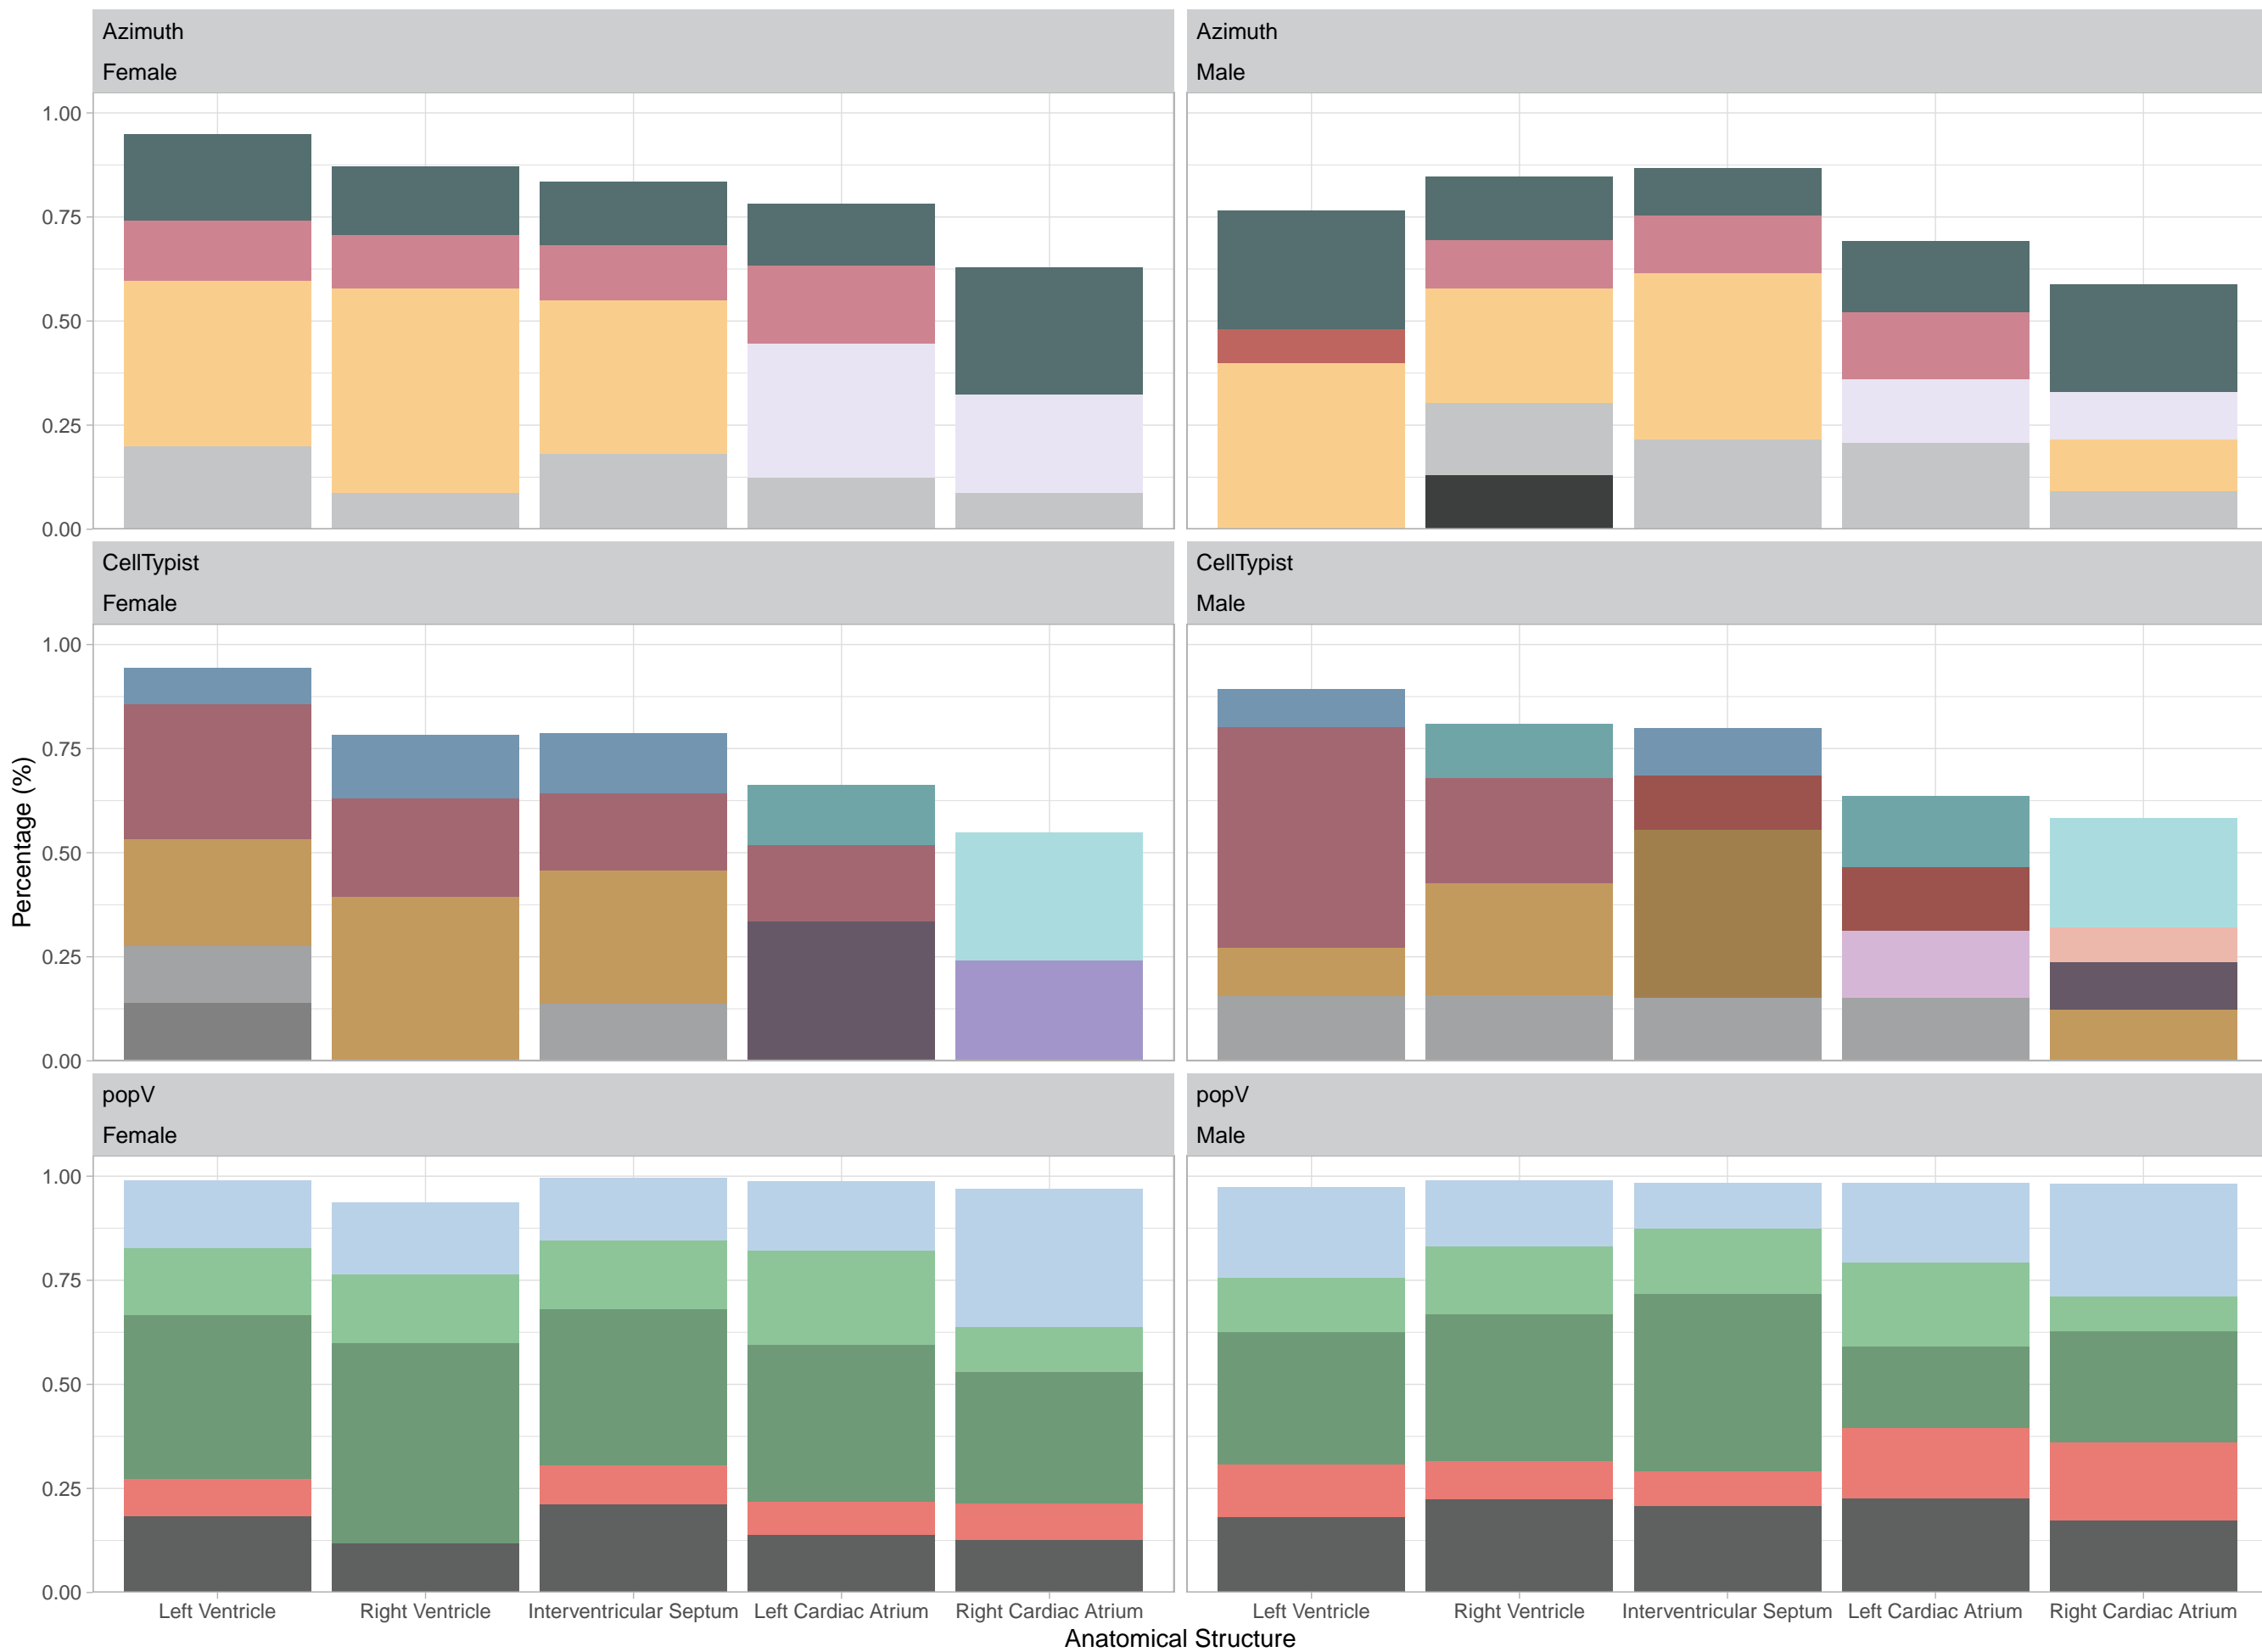 Azimuth
Female
Azimuth
Male
1.00
0.75
0.50
0.25
0.00
CellTypist
Female
CellTypist
Male
1.00
0.75
0.50
0.25
0.00
popV
Female
popV
Male
1.00
0.75
0.50
0.25
0.00
Percentage (%)
Left Ventricle Right Ventricle Interventricular Septum Left Cardiac Atrium Right Cardiac Atrium
Left Ventricle Right Ventricle Interventricular Septum Left Cardiac Atrium Right Cardiac Atrium
Anatomical Structure